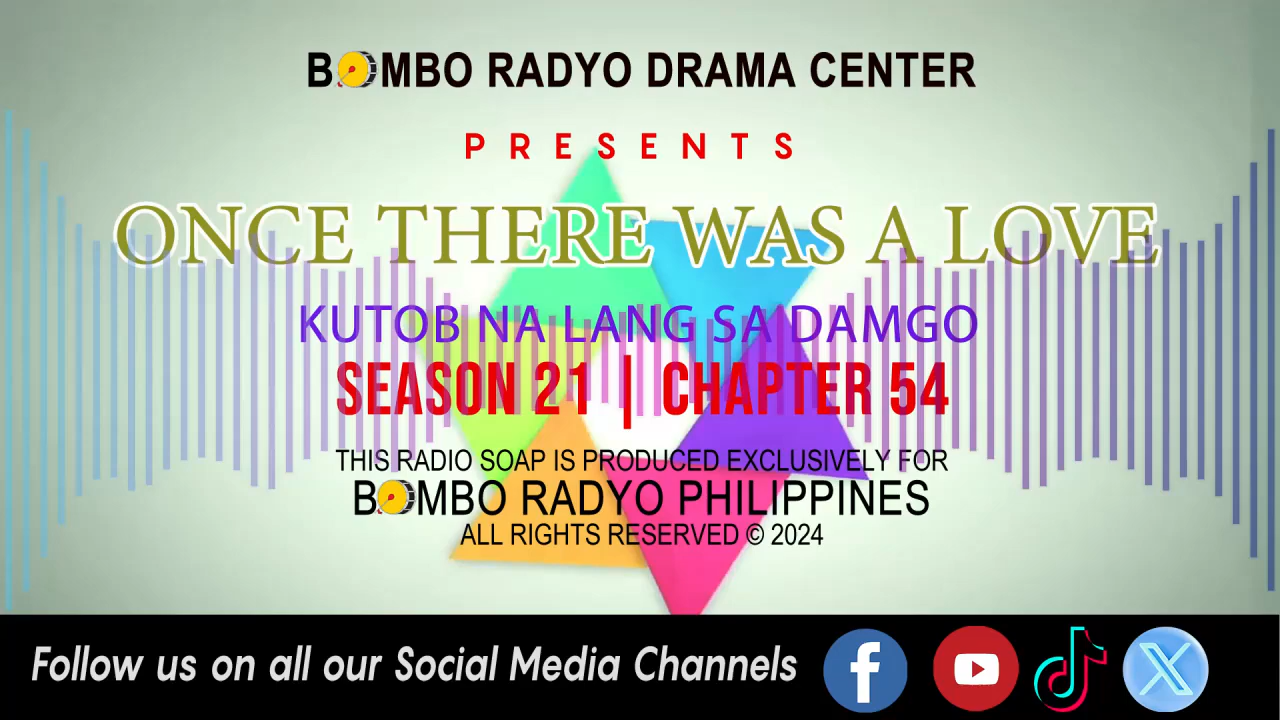 BOMBO RADYO DRAMA CENTER
PRESENTS
ONCE THERE WAS A LOVE
KUTOB NA LANG SA DAMGO
SEASON 21 | CHAPTER 54
THIS RADIO SOAP IS PRODUCED EXCLUSIVELY FOR
BOMBO RADYO PHILIPPINES
ALL RIGHTS RESERVED © 2024
Follow us on all our Social Media Channels